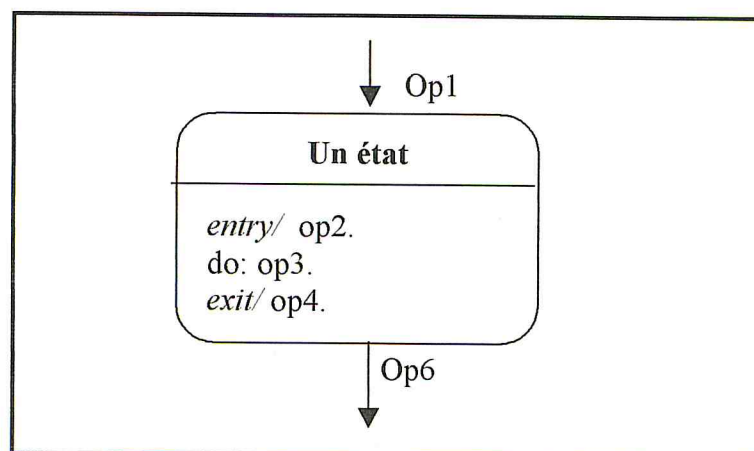 Op1
Un état
entry/ op2.
do: op3.
exit/ op4.
Op6